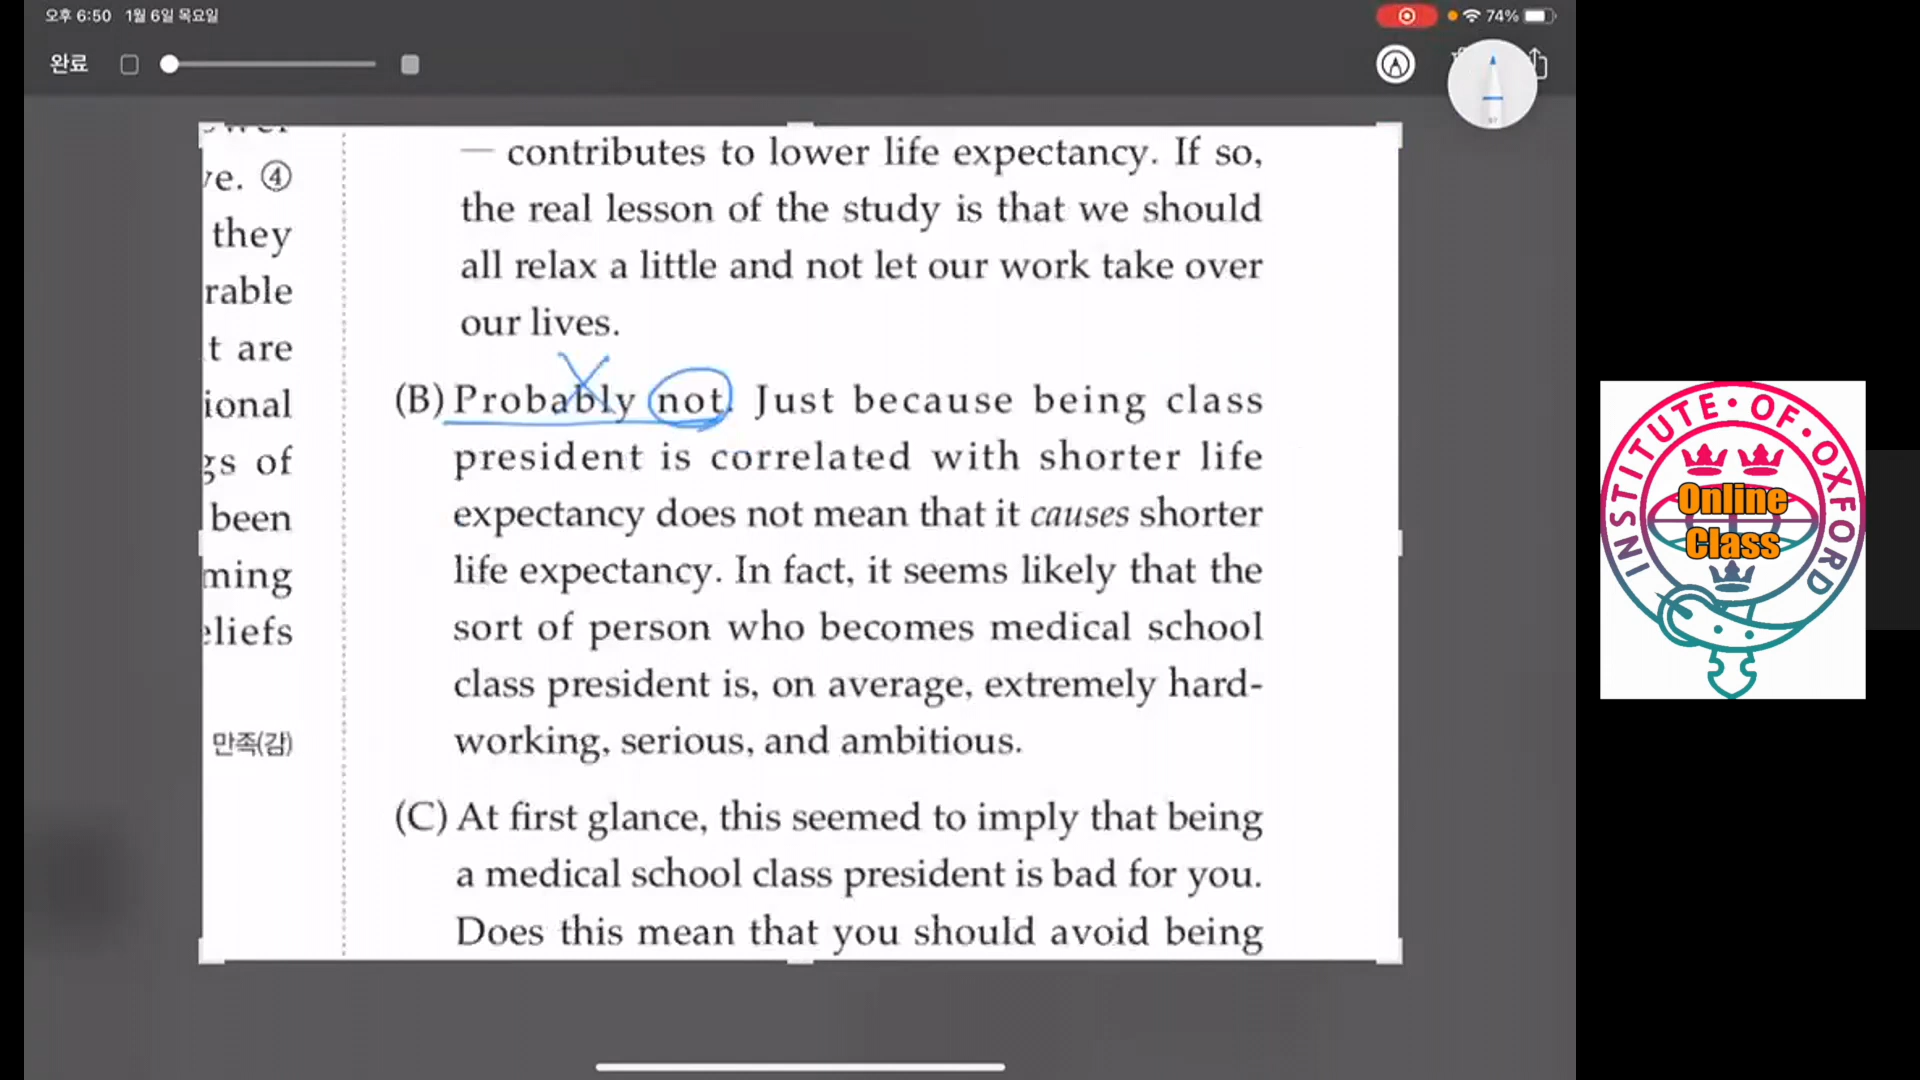 오후 6:50 1월 6일 목요일
74%
완료
ower
ve. ④
they
rable
t are
ional
gs of
been
ming
eliefs
만족(감)
— contributes to lower life expectancy. If so,
the real lesson of the study is that we should
all relax a little and not let our work take over
our lives.
(B) Probably not. Just because being class
president is correlated with shorter life
expectancy does not mean that it causes shorter
life expectancy. In fact, it seems likely that the
sort of person who becomes medical school
class president is, on average, extremely hard-
working, serious, and ambitious.
(C) At first glance, this seemed to imply that being
a medical school class president is bad for you.
Does this mean that you should avoid being
INSTITUTE • OF • OXFORD
Online
Class